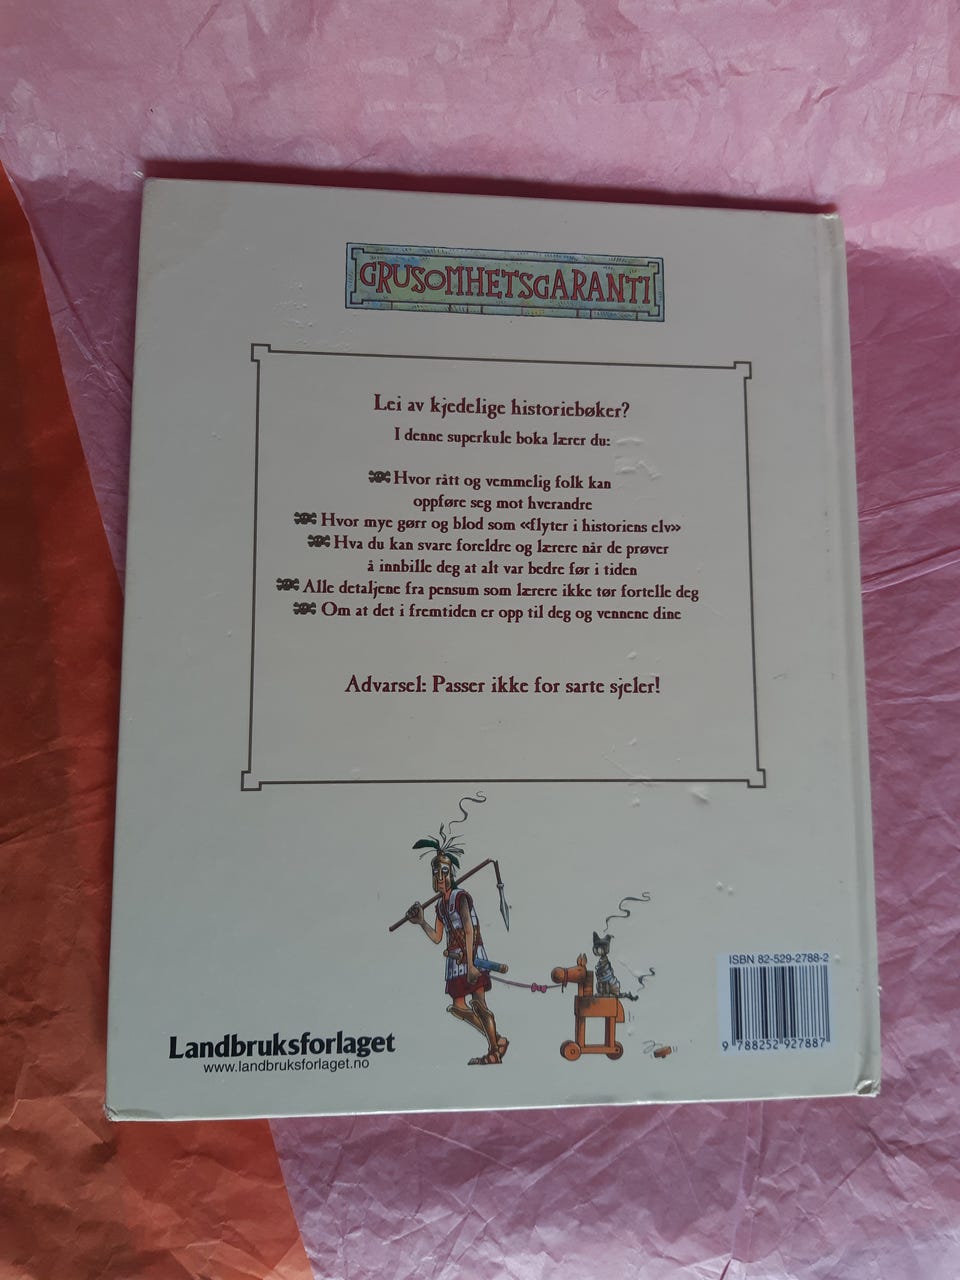 GRUSOMHETSGARANTI
Lei av kjedelige historiebøker?
I denne superkule boka lærer du:
Hvor rått og vemmelig folk kan
oppføre seg mot hverandre
Hvor mye gørr og blod som «flyter i historiens elv»
Hva du kan svare foreldre og lærere når de prøver
å innbille deg at alt var bedre før i tiden
Alle detaljene fra pensum som lærere ikke tør fortelle deg
Om at det i fremtiden er opp til deg og vennene dine
Advarsel: Passer ikke for sarte sjeler!
ISBN 82-529-2788-2
9 788252 927887
Landbruksforlaget
www.landbruksforlaget.no